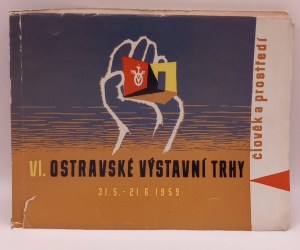 VI. OSTRAVSKÉ VÝSTAVNÍ TRHY
31.5.-21.6.1959
člověk a prostředí